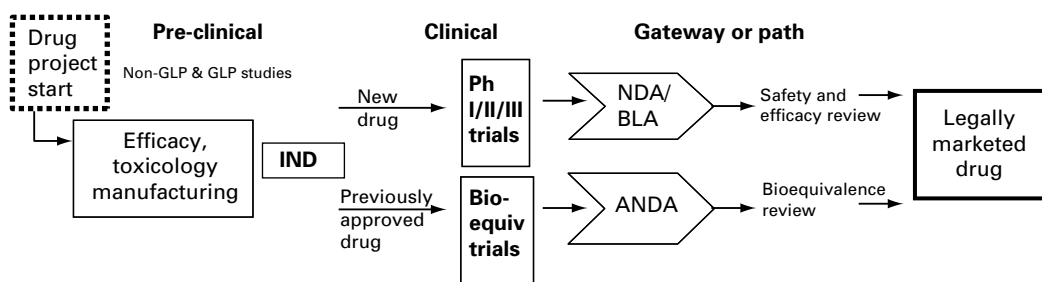 Drug
project
start
Pre-clinical
Non-GLP & GLP studies
Efficacy,
toxicology
manufacturing
IND
Clinical
New
drug
Ph
I/II/III
trials
Previously
approved
drug
Bio-
equiv
trials
Gateway or path
NDA/
BLA
Safety and
efficacy review
ANDA
Bioequivalence
review
Legally
marketed
drug